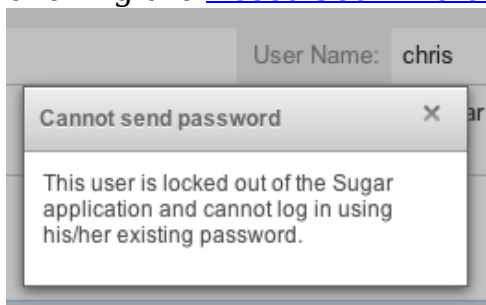 User Name: chris
Cannot send password ×
ar
This user is locked out of the Sugar
application and cannot log in using
his/her existing password.